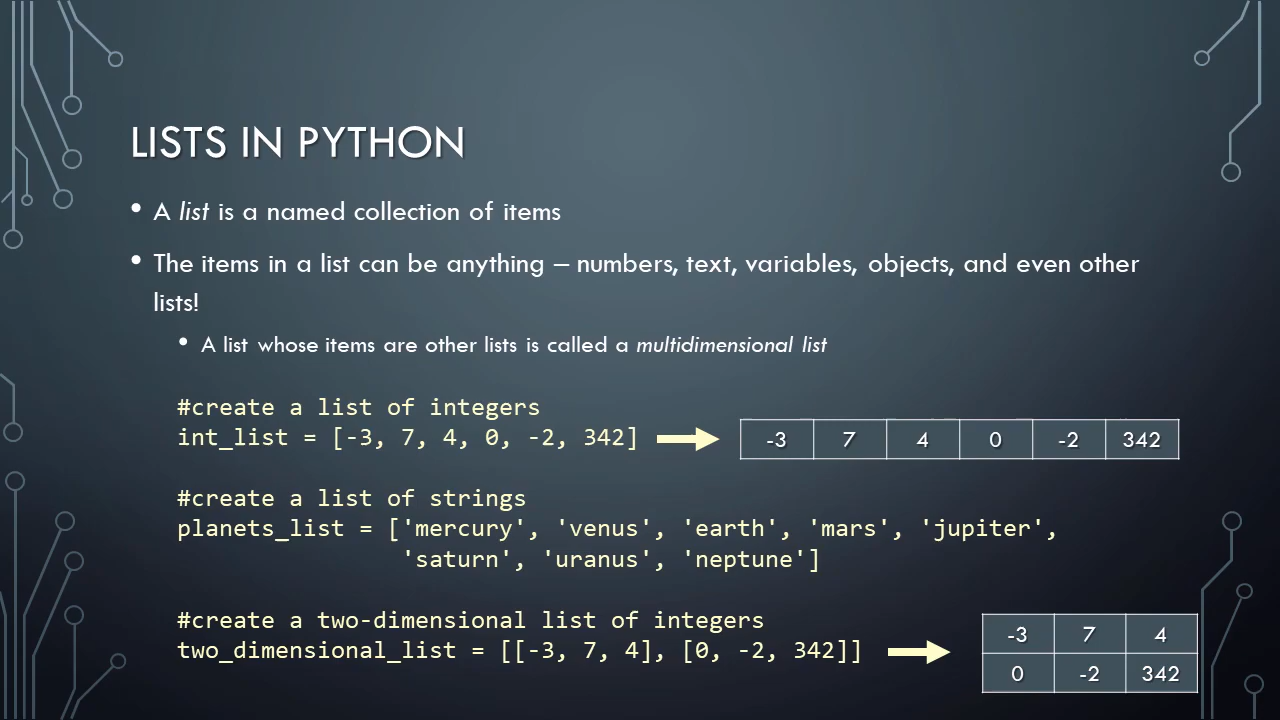 LISTS IN PYTHON
• A list is a named collection of items
• The items in a list can be anything – numbers, text, variables, objects, and even other
lists!
• A list whose items are other lists is called a multidimensional list
#create a list of integers
int_list = [-3, 7, 4, 0, -2, 342]
-3 7 4 0 -2 342
#create a list of strings
planets_list = ['mercury', 'venus', 'earth', 'mars', 'jupiter',
'saturn', 'uranus', 'neptune']
#create a two-dimensional list of integers
two_dimensional_list = [[-3, 7, 4], [0, -2, 342]]
-3 7 4
0 -2 342